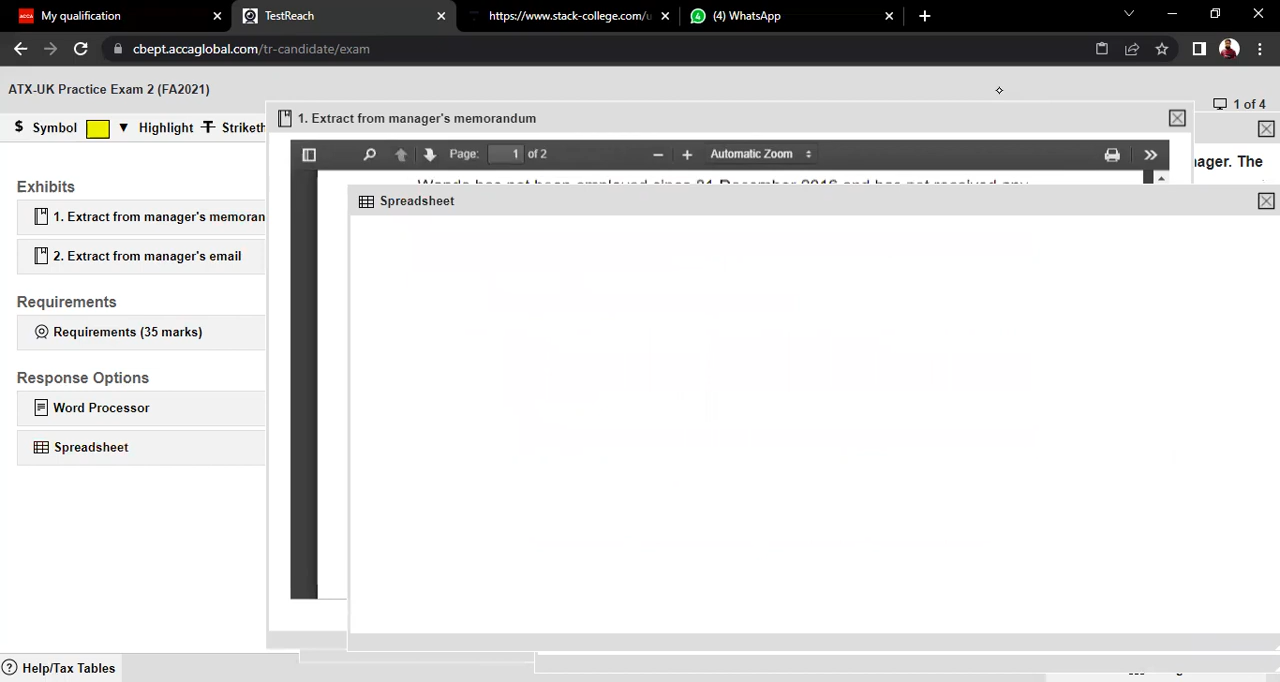 My qualification
TestReach
https://www.stack-college.com/u
(4) WhatsApp
cbept.accaglobal.com/tr-candidate/exam
ATX-UK Practice Exam 2 (FA2021)
1 of 4
$ Symbol
Highlight
Striketh
1. Extract from manager's memorandum
Page: 1 of 2
Automatic Zoom
nager. The
Exhibits
1. Extract from manager's memoran
2. Extract from manager's email
Requirements
Requirements (35 marks)
Response Options
Word Processor
Spreadsheet
Spreadsheet
Help/Tax Tables